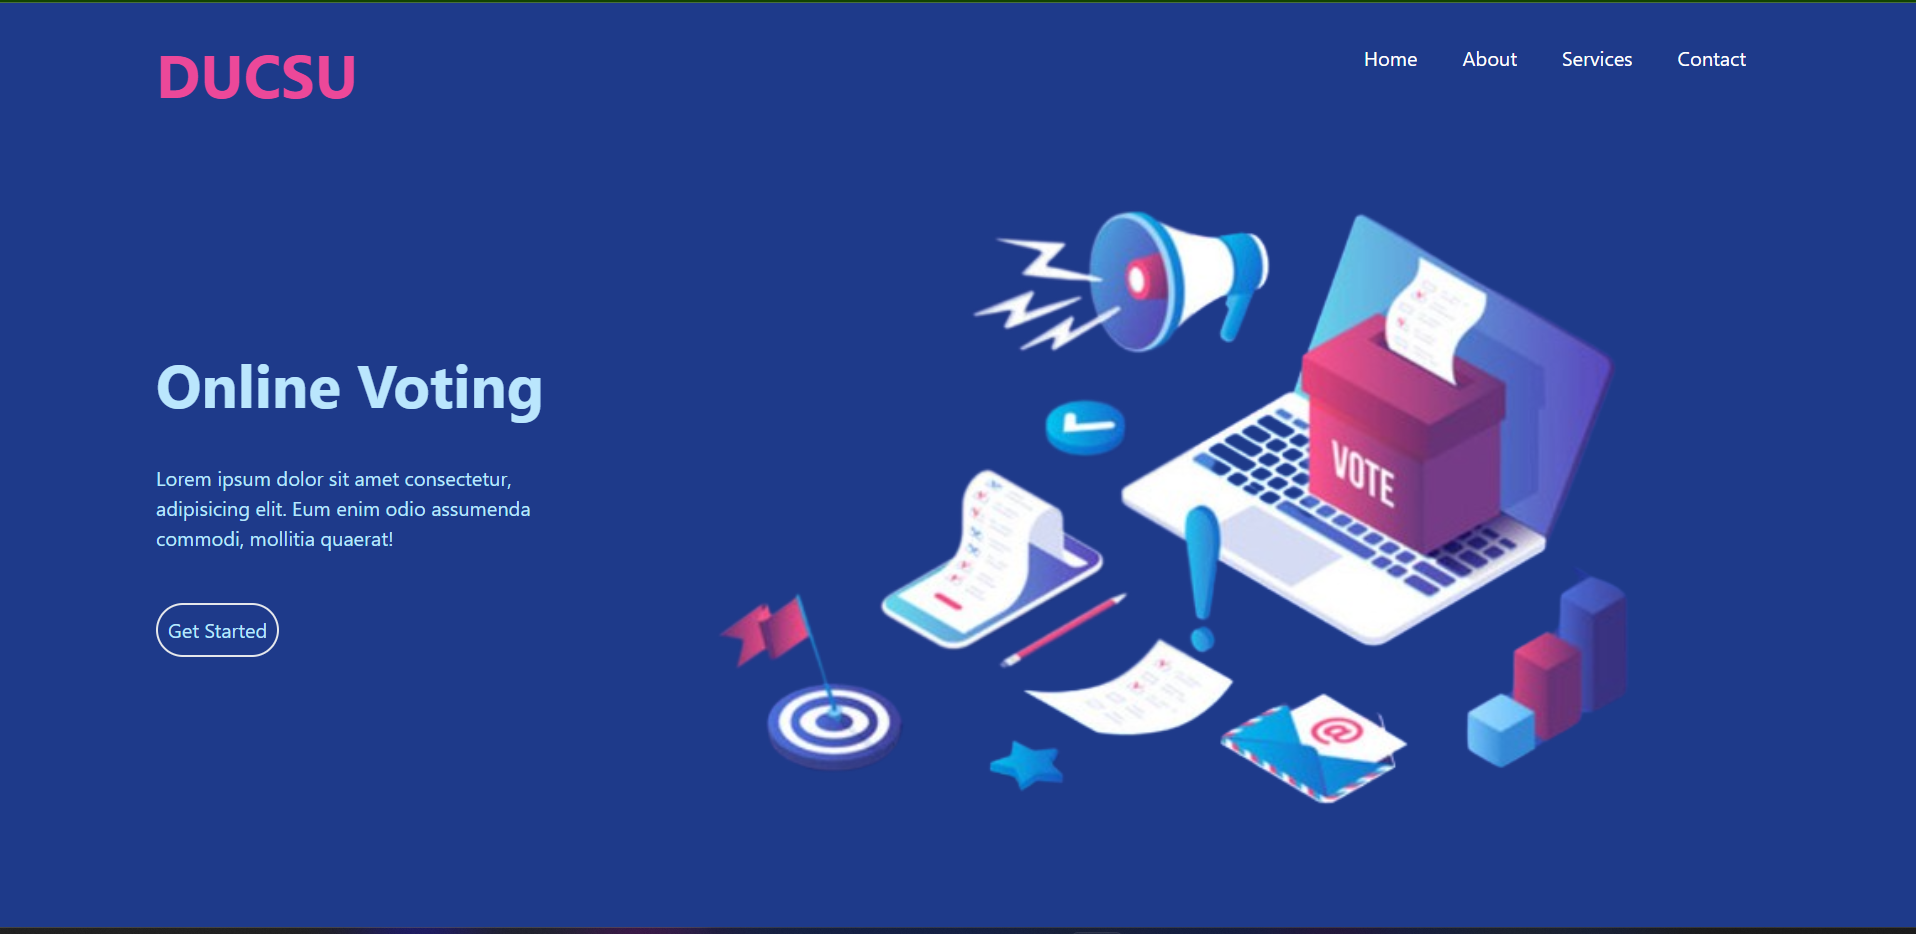 DUCSU
Home About Services Contact
Online Voting
Lorem ipsum dolor sit amet consectetur,
adipisicing elit. Eum enim odio assumenda
commodi, mollitia quaerat!
Get Started
VOTE
@